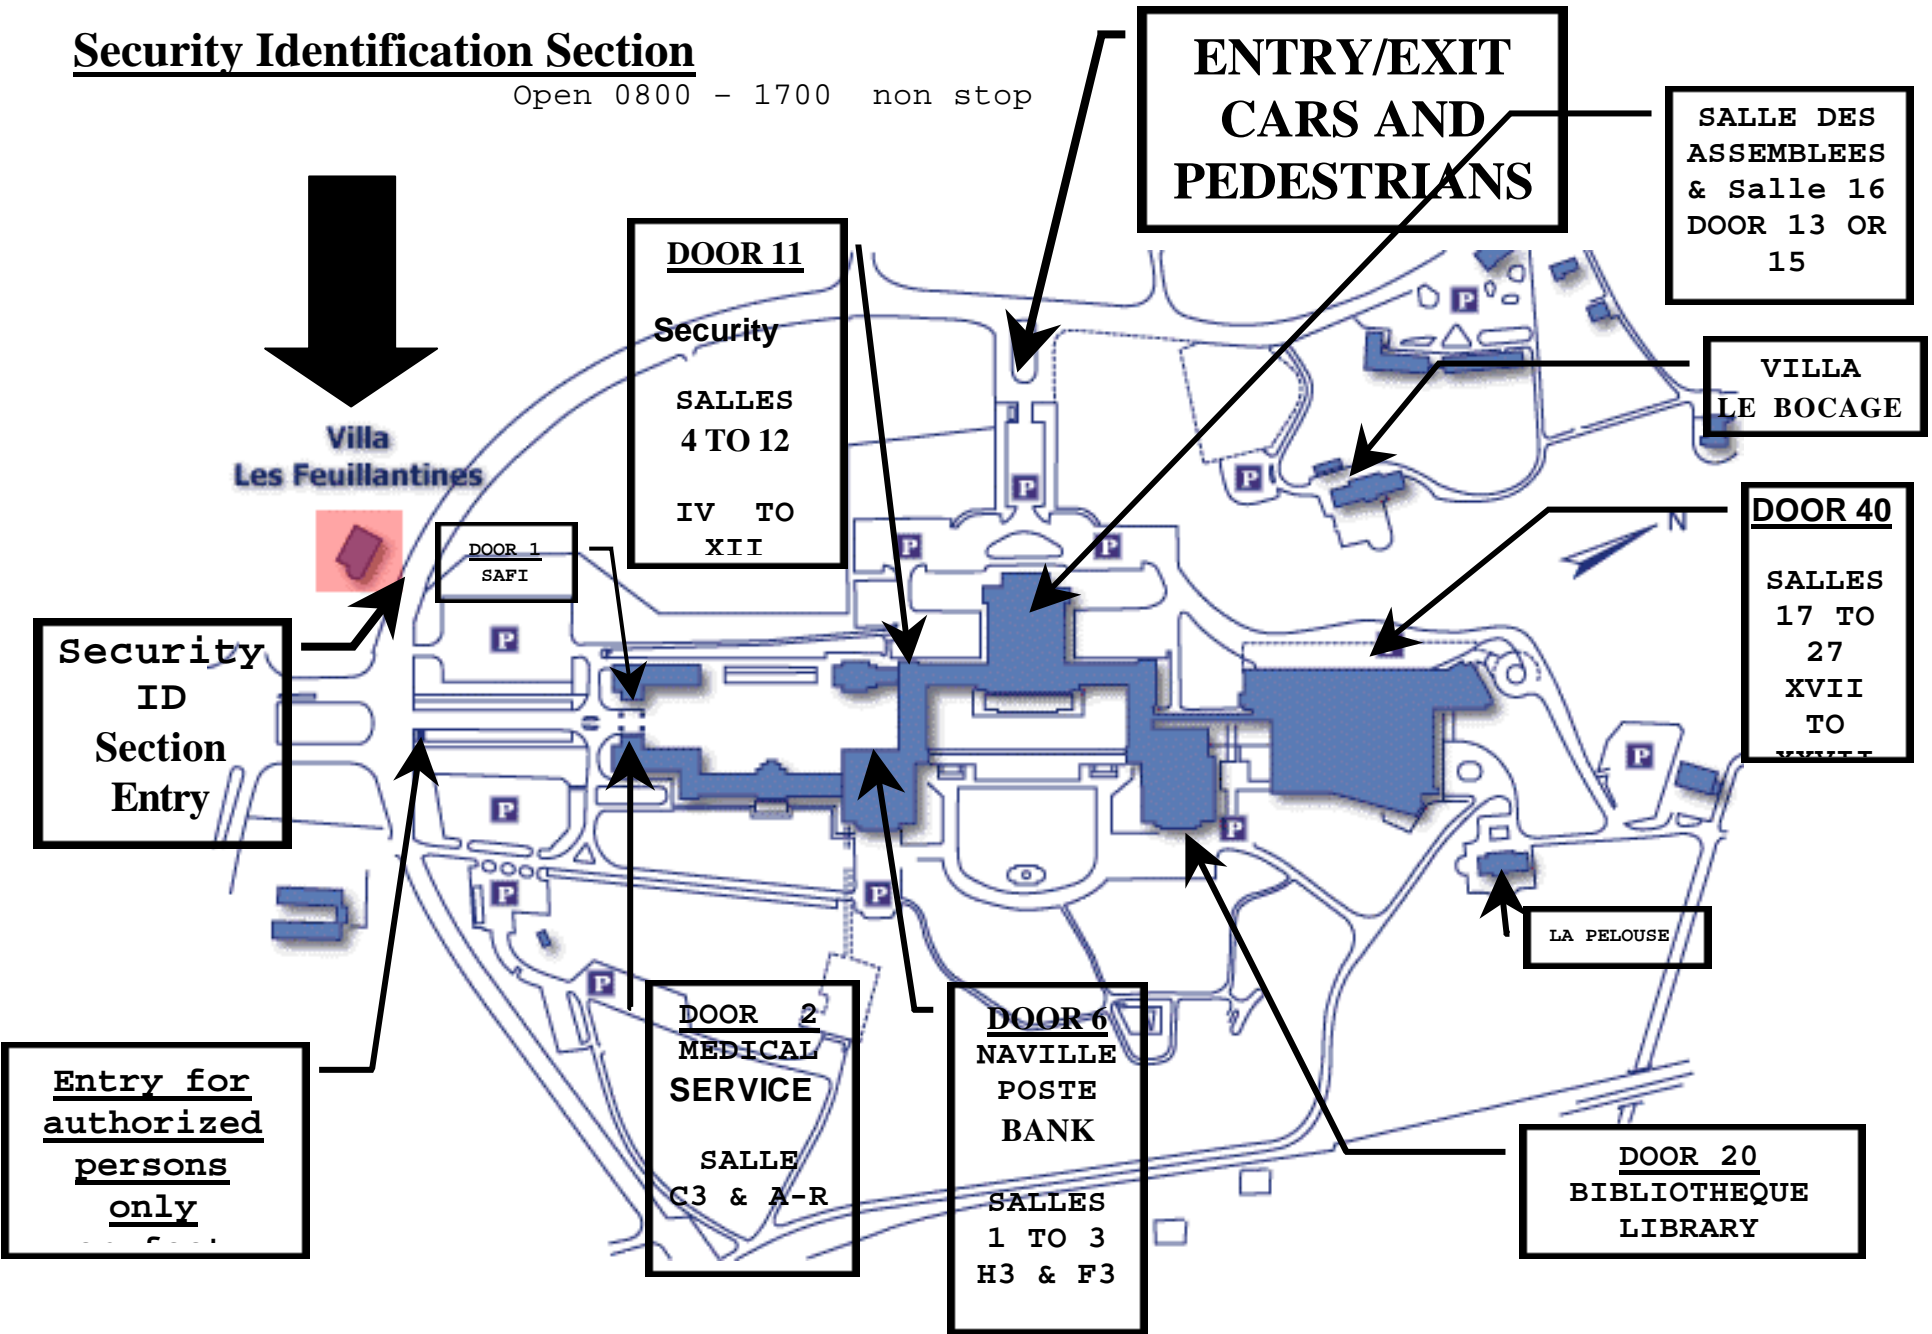 Security Identification Section
Open 0800 – 1700 non stop
ENTRY/EXIT
CARS AND
PEDESTRIANS
SALLE DES
ASSEMBLEES
& Salle 16
DOOR 13 OR
15
DOOR 11
Security
SALLES
4 TO 12
IV TO
XII
VILLA
LE BOCAGE
Villa
Les Feuillantines
DOOR 1
SAFI
DOOR 40
SALLES
17 TO
27
XVII
TO
XXVII
N
P
P
P
P
P
P
P
P
P
P
P
P
P
Security
ID
Section
Entry
LA PELOUSE
Entry for
authorized
persons
only
DOOR 2
MEDICAL
SERVICE
SALLE
C3 & A-R
DOOR 6
NAVILLE
POSTE
BANK
SALLES
1 TO 3
H3 & F3
DOOR 20
BIBLIOTHEQUE
LIBRARY